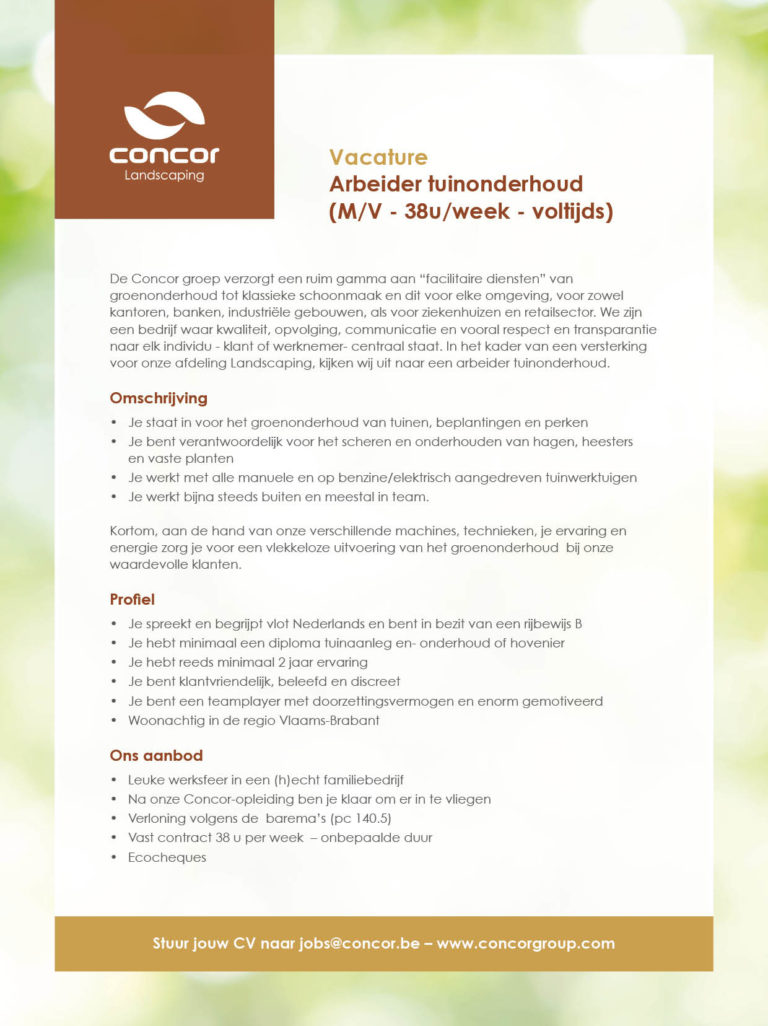 concor
Landscaping
Vacature
Arbeider tuinonderhoud
(M/V - 38u/week - voltijds)
De Concor groep verzorgt een ruim gamma aan “facilitaire diensten” van
groenonderhoud tot klassieke schoonmaak en dit voor elke omgeving, voor zowel
kantoren, banken, industriële gebouwen, als voor ziekenhuizen en retailsector. We zijn
een bedrijf waar kwaliteit, opvolging, communicatie en vooral respect en transparantie
naar elk individu - klant of werknemer- centraal staat. In het kader van een versterking
voor onze afdeling Landscaping, kijken wij uit naar een arbeider tuinonderhoud.
Omschrijving
• Je staat in voor het groenonderhoud van tuinen, beplantingen en perken
• Je bent verantwoordelijk voor het scheren en onderhouden van hagen, heesters
en vaste planten
• Je werkt met alle manuele en op benzine/elektrisch aangedreven tuinwerktuigen
• Je werkt bijna steeds buiten en meestal in team.
Kortom, aan de hand van onze verschillende machines, technieken, je ervaring en
energie zorg je voor een vlekkeloze uitvoering van het groenonderhoud bij onze
waardevolle klanten.
Profiel
• Je spreekt en begrijpt vlot Nederlands en bent in bezit van een rijbewijs B
• Je hebt minimaal een diploma tuinaanleg en- onderhoud of hovenier
• Je hebt reeds minimaal 2 jaar ervaring
• Je bent klantvriendelijk, beleefd en discreet
• Je bent een teamplayer met doorzettingsvermogen en enorm gemotiveerd
• Woonachtig in de regio Vlaams-Brabant
Ons aanbod
• Leuke werksfeer in een (h)echt familiebedrijf
• Na onze Concor-opleiding ben je klaar om er in te vliegen
• Verloning volgens de barema’s (pc 140.5)
• Vast contract 38 u per week – onbepaalde duur
• Ecocheques
Stuur jouw CV naar jobs@concor.be – www.concorgroup.com